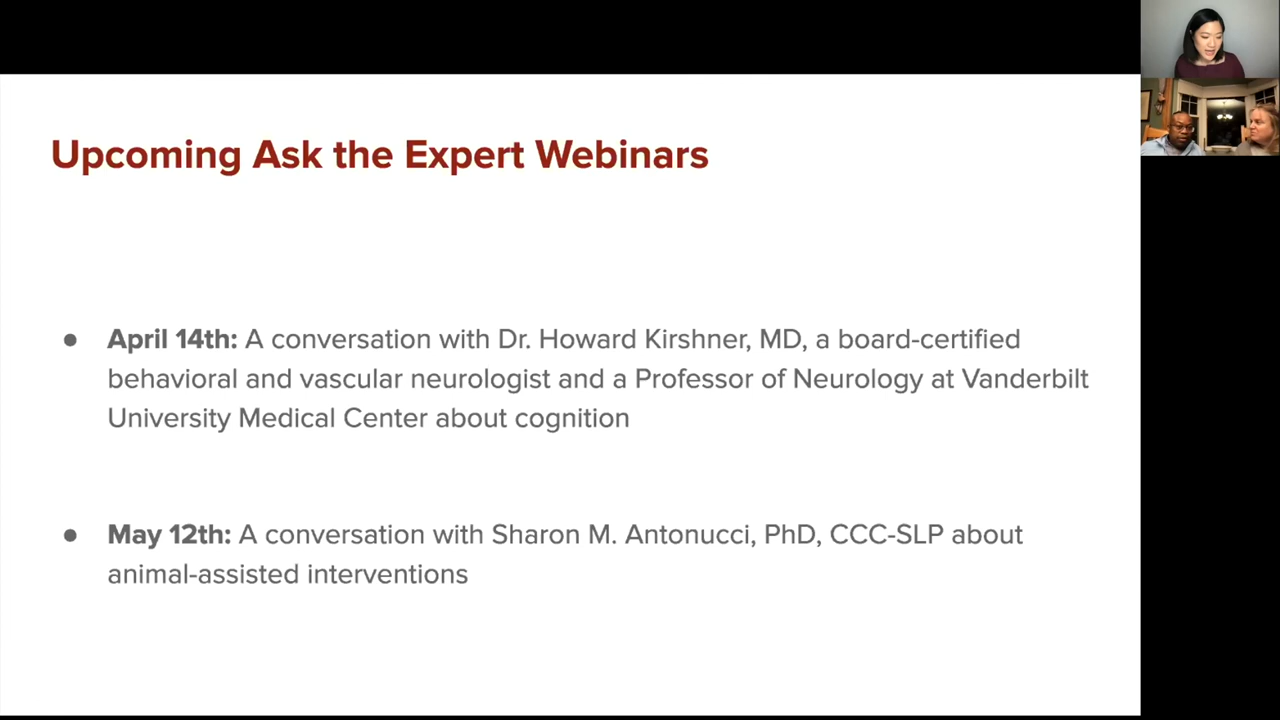 Upcoming Ask the Expert Webinars
● April 14th: A conversation with Dr. Howard Kirshner, MD, a board-certified
behavioral and vascular neurologist and a Professor of Neurology at Vanderbilt
University Medical Center about cognition
● May 12th: A conversation with Sharon M. Antonucci, PhD, CCC-SLP about
animal-assisted interventions